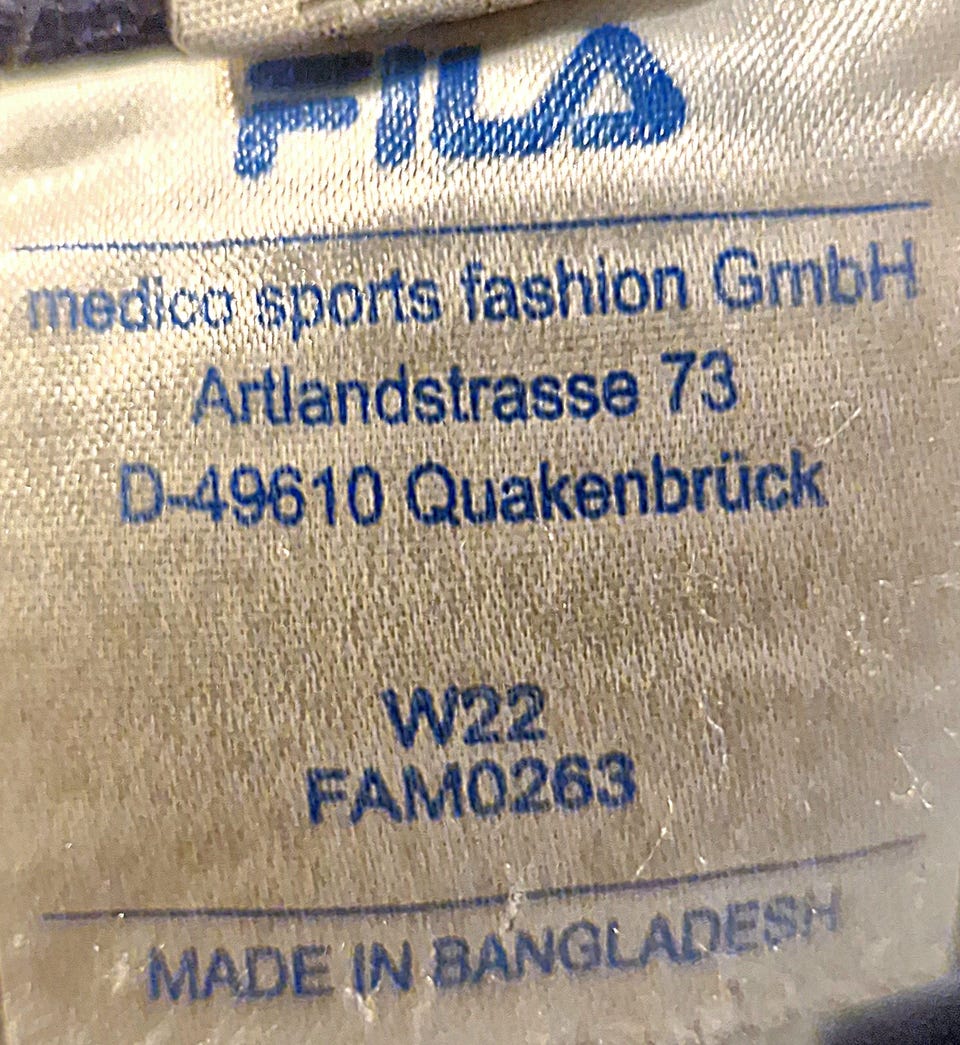 FILA
medico sports fashion GmbH
Artlandstrasse 73
D-49610 Quakenbrück
W22
FAM0263
MADE IN BANGLADESH